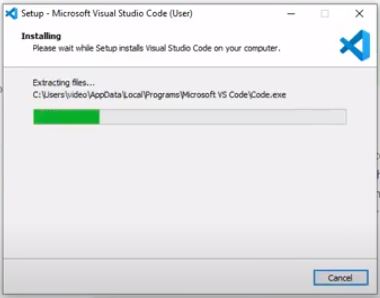 Setup - Microsoft Visual Studio Code (User)
Installing
Please wait while Setup installs Visual Studio Code on your computer.
Extracting files...
C:\Users\video\AppData\Local\Programs\Microsoft VS Code\Code.exe
Cancel